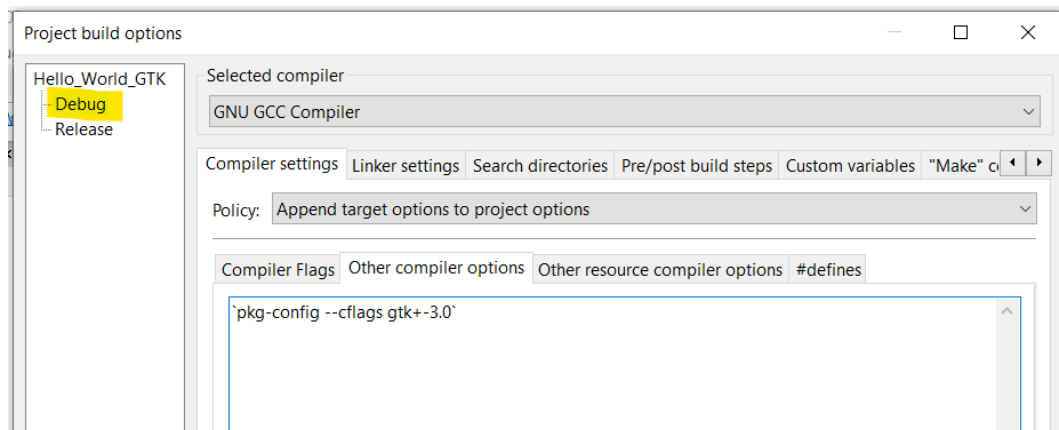 Project build options
Hello_World_GTK
Debug
Release
Selected compiler
GNU GCC Compiler
Compiler settings Linker settings Search directories Pre/post build steps Custom variables "Make" c
Policy: Append target options to project options
Compiler Flags Other compiler options Other resource compiler options #defines
`pkg-config --cflags gtk+-3.0`